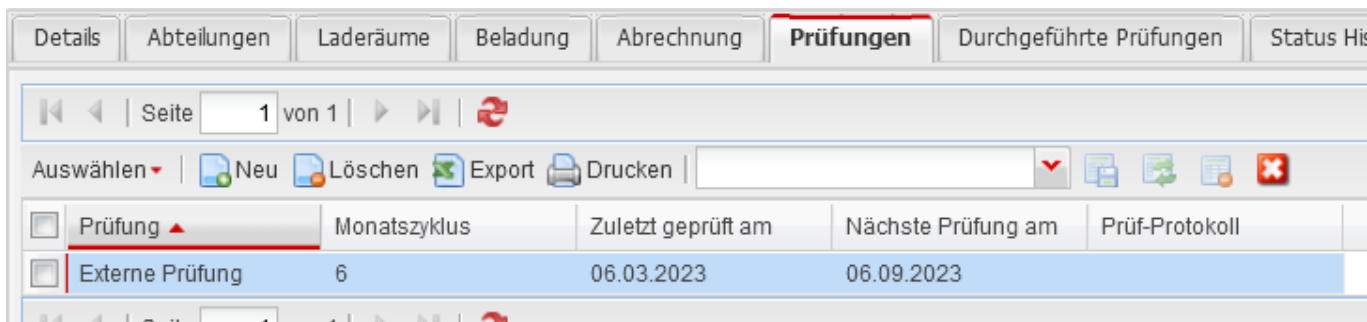 Details Abteilungen Laderäume Beladung Abrechnung Prüfungen Durchgeführte Prüfungen Status His
Seite 1 von 1
Auswählen Neu Löschen Export Drucken
Prüfung Monatszyklus Zuletzt geprüft am Nächste Prüfung am Prüf-Protokoll
Externe Prüfung 6 06.03.2023 06.09.2023